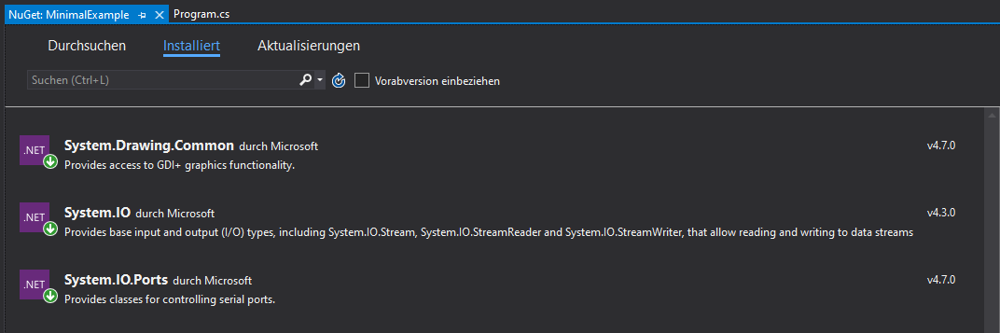 NuGet: MinimalExample Program.cs
Durchsuchen Installiert Aktualisierungen
Suchen (Ctrl+L) Vorabversion einbeziehen
.NET System.Drawing.Common durch Microsoft v4.7.0
Provides access to GDI+ graphics functionality.
.NET System.IO durch Microsoft v4.3.0
Provides base input and output (I/O) types, including System.IO.Stream, System.IO.StreamReader and System.IO.StreamWriter, that allow reading and writing to data streams
.NET System.IO.Ports durch Microsoft v4.7.0
Provides classes for controlling serial ports.